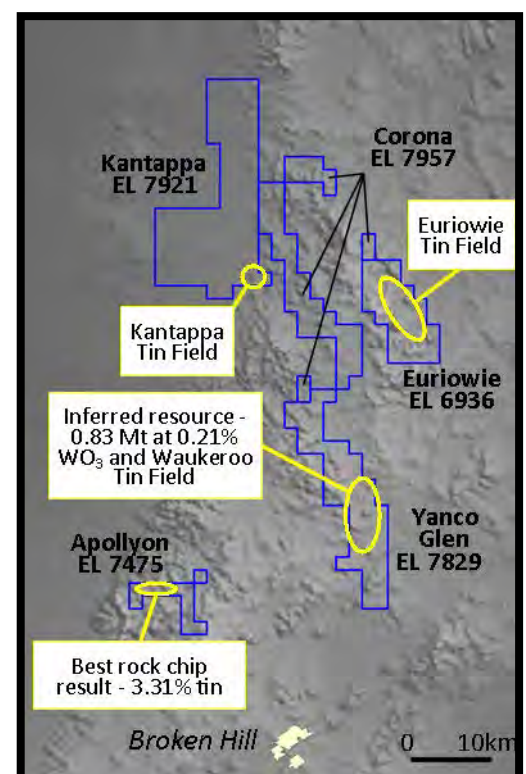 Corona
EL 7957
Kantappa
EL 7921
Euriowie
Tin Field
Kantappa
Tin Field
Euriowie
EL 6936
Inferred resource -
0.83 Mt at 0.21%
WO₃ and Waukeroo
Tin Field
Yanco
Glen
EL 7829
Apollyon
EL 7475
Best rock chip
result - 3.31% tin
Broken Hill
0 10km